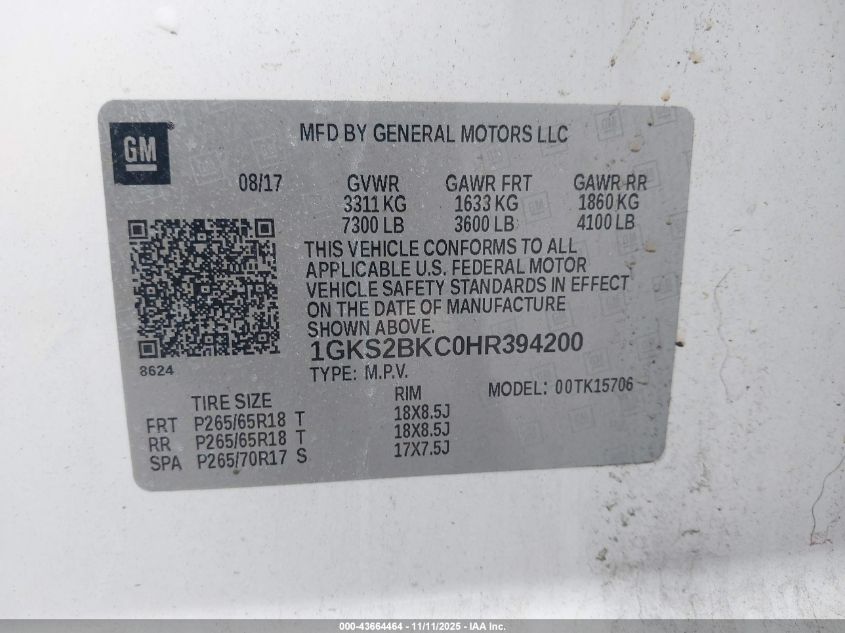 GM
MFD BY GENERAL MOTORS LLC
08/17 GVWR GAWR FRT GAWR RR
3311 KG 1633 KG 1860 KG
7300 LB 3600 LB 4100 LB
THIS VEHICLE CONFORMS TO ALL
APPLICABLE U.S. FEDERAL MOTOR
VEHICLE SAFETY STANDARDS IN EFFECT
ON THE DATE OF MANUFACTURE
SHOWN ABOVE.
1GKS2BKC0HR394200
8624
TYPE: M.P.V. MODEL: 00TK15706
TIRE SIZE RIM
FRT P265/65R18 T 18X8.5J
RR P265/65R18 T 18X8.5J
SPA P265/70R17 S 17X7.5J
000-43664464 - 11/11/2025 - IAA Inc.